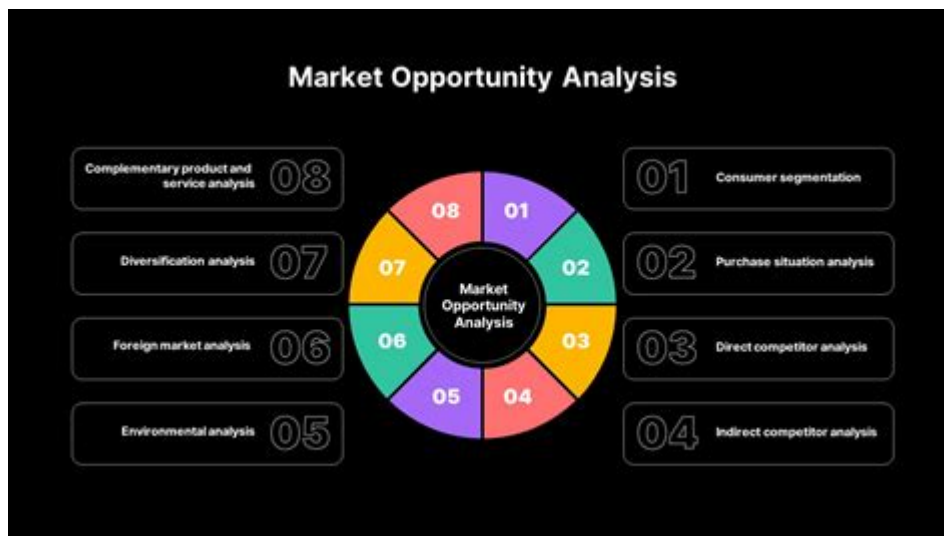 Market Opportunity Analysis
Complementary product and
service analysis
08
Diversification analysis
07
Foreign market analysis
06
Environmental analysis
05
08
01
07
02
06
03
05
04
Market
Opportunity
Analysis
01
Consumer segmentation
02
Purchase situation analysis
03
Direct competitor analysis
04
Indirect competitor analysis